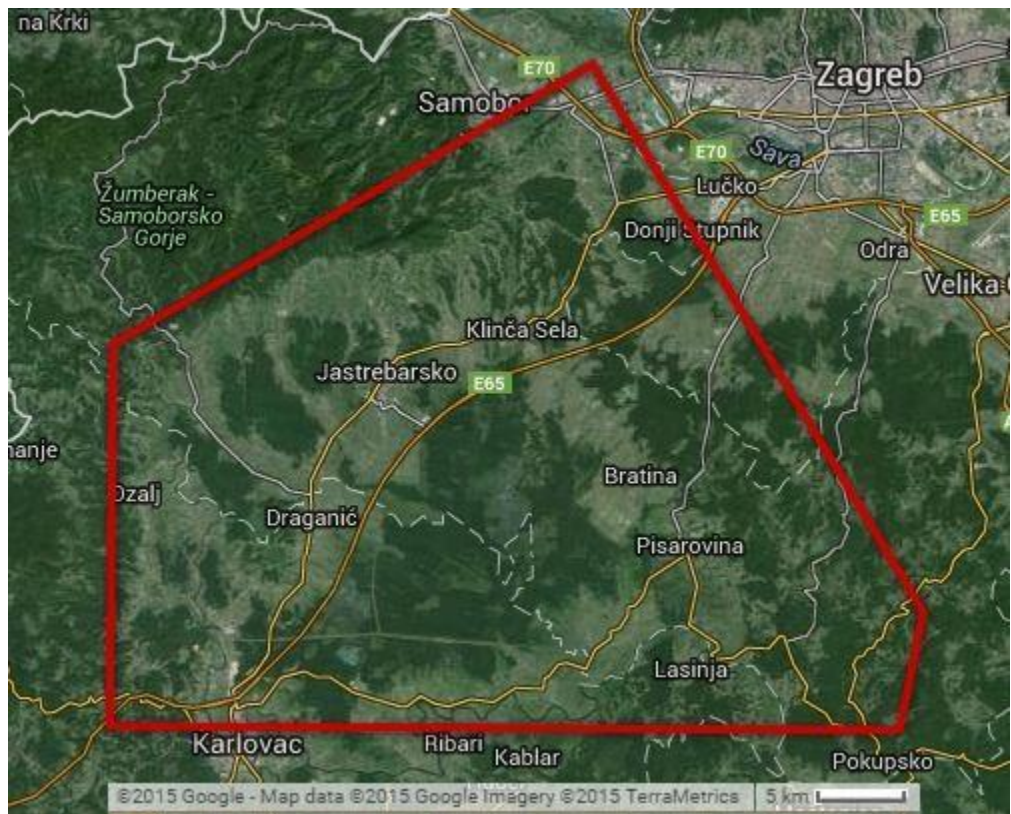 na Krki
E70
Zagreb
Samobor
E70
Sava
Lučko
Žumberak -
Samoborsko
Gorje
E65
Donji Stupnik
Odra
Velika
Klinča Sela
Jastrebarsko
E65
anje
Bratina
Ozalj
Draganić
Pisarovina
Lasinja
Karlovac
Ribari
Kablar
Pokupsko
©2015 Google - Map data ©2015 Google Imagery ©2015 TerraMetrics
5 km